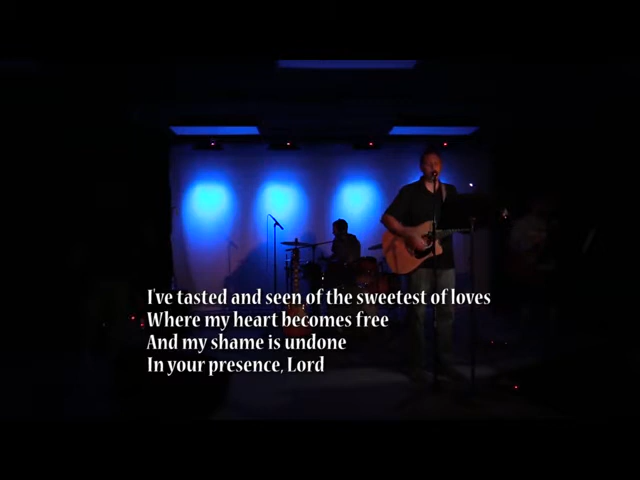 I've tasted and seen of the sweetest of loves
Where my heart becomes free
And my shame is undone
In your presence, Lord